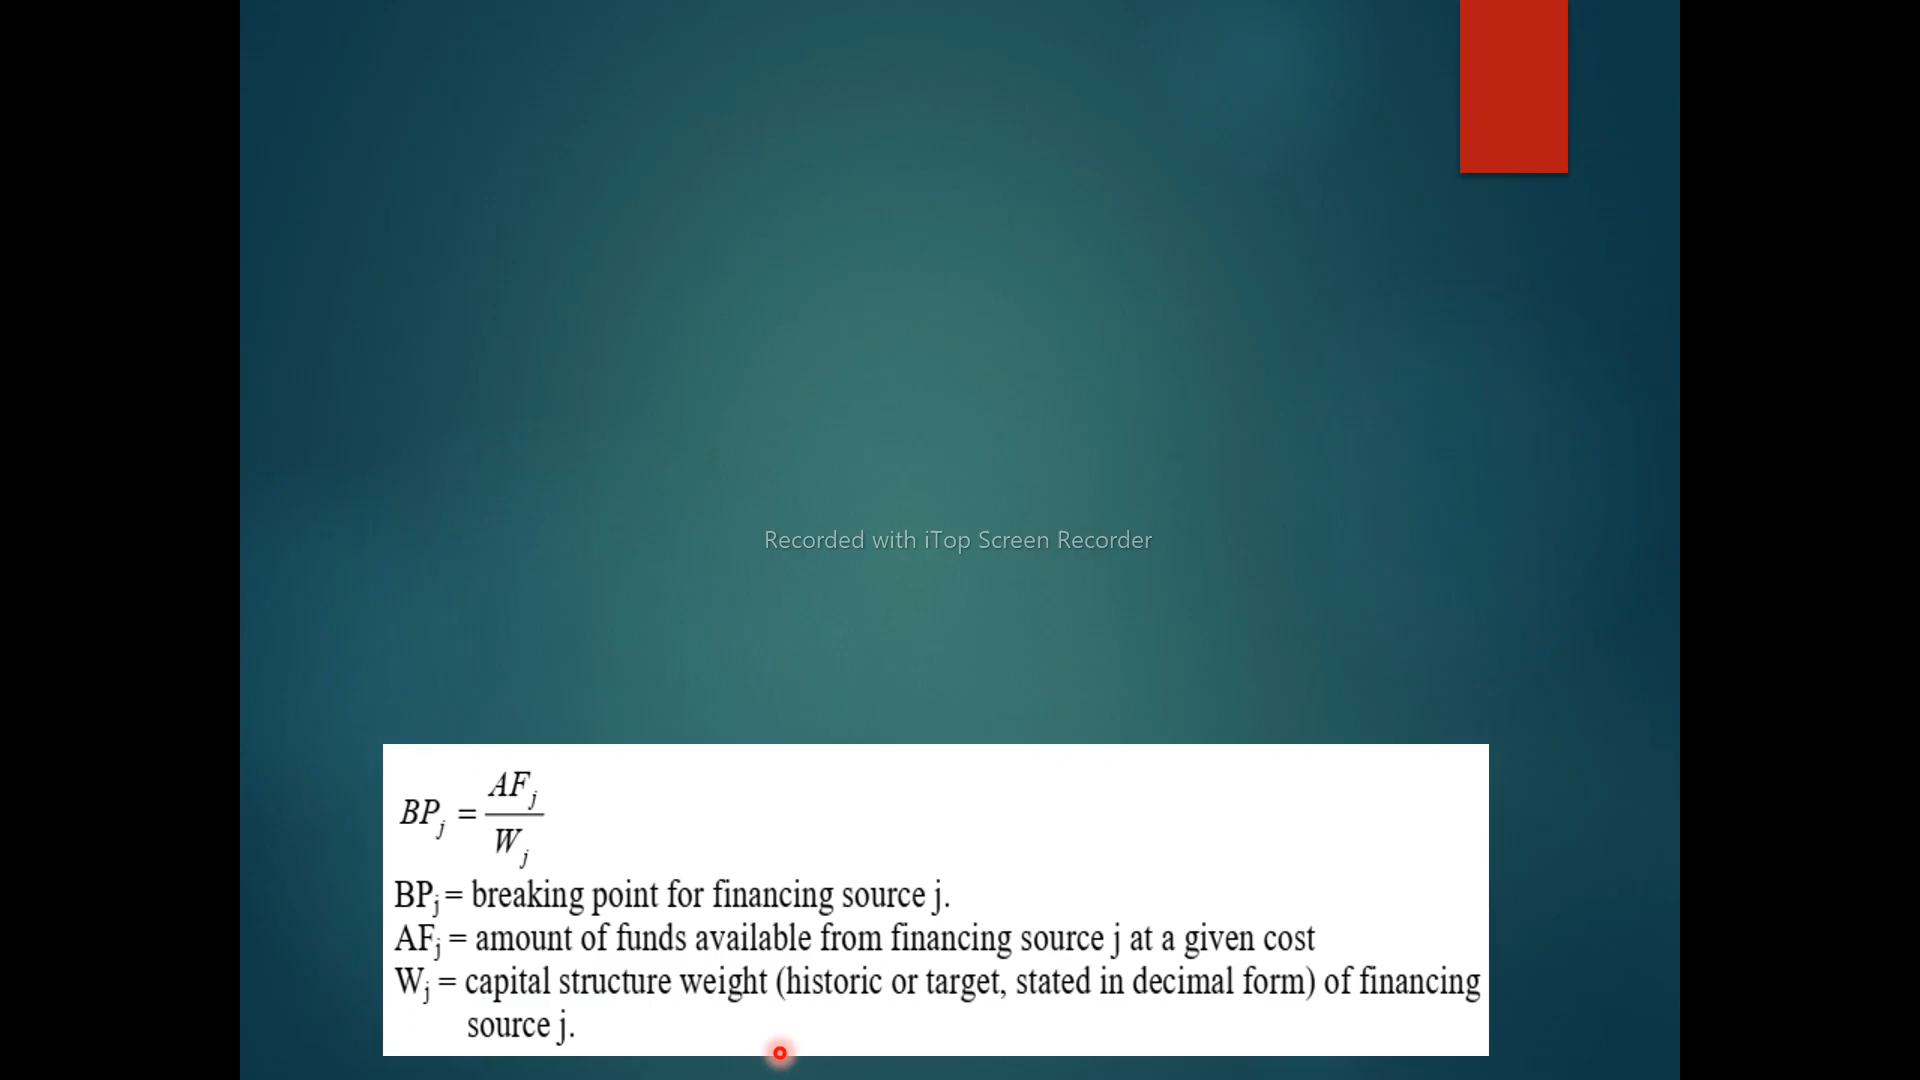 Recorded with iTop Screen Recorder
BPj = AFj / Wj
BPj = breaking point for financing source j.
AFj = amount of funds available from financing source j at a given cost
Wj = capital structure weight (historic or target, stated in decimal form) of financing
source j.